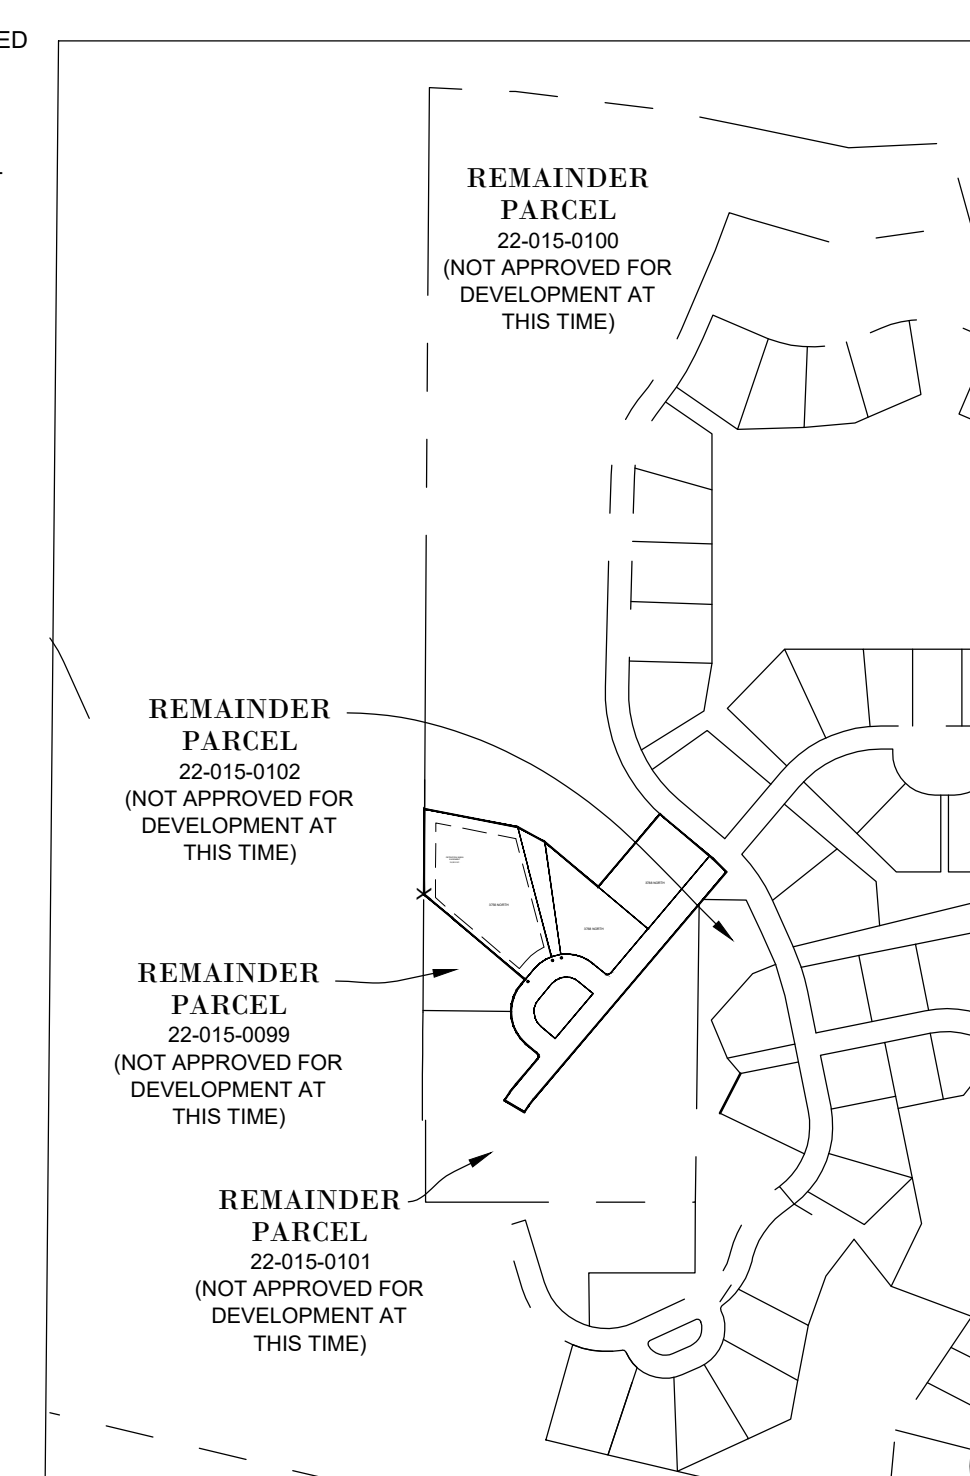 ED
REMAINDER
PARCEL
22-015-0100
(NOT APPROVED FOR
DEVELOPMENT AT
THIS TIME)
REMAINDER
PARCEL
22-015-0102
(NOT APPROVED FOR
DEVELOPMENT AT
THIS TIME)
REMAINDER
PARCEL
22-015-0099
(NOT APPROVED FOR
DEVELOPMENT AT
THIS TIME)
REMAINDER
PARCEL
22-015-0101
(NOT APPROVED FOR
DEVELOPMENT AT
THIS TIME)